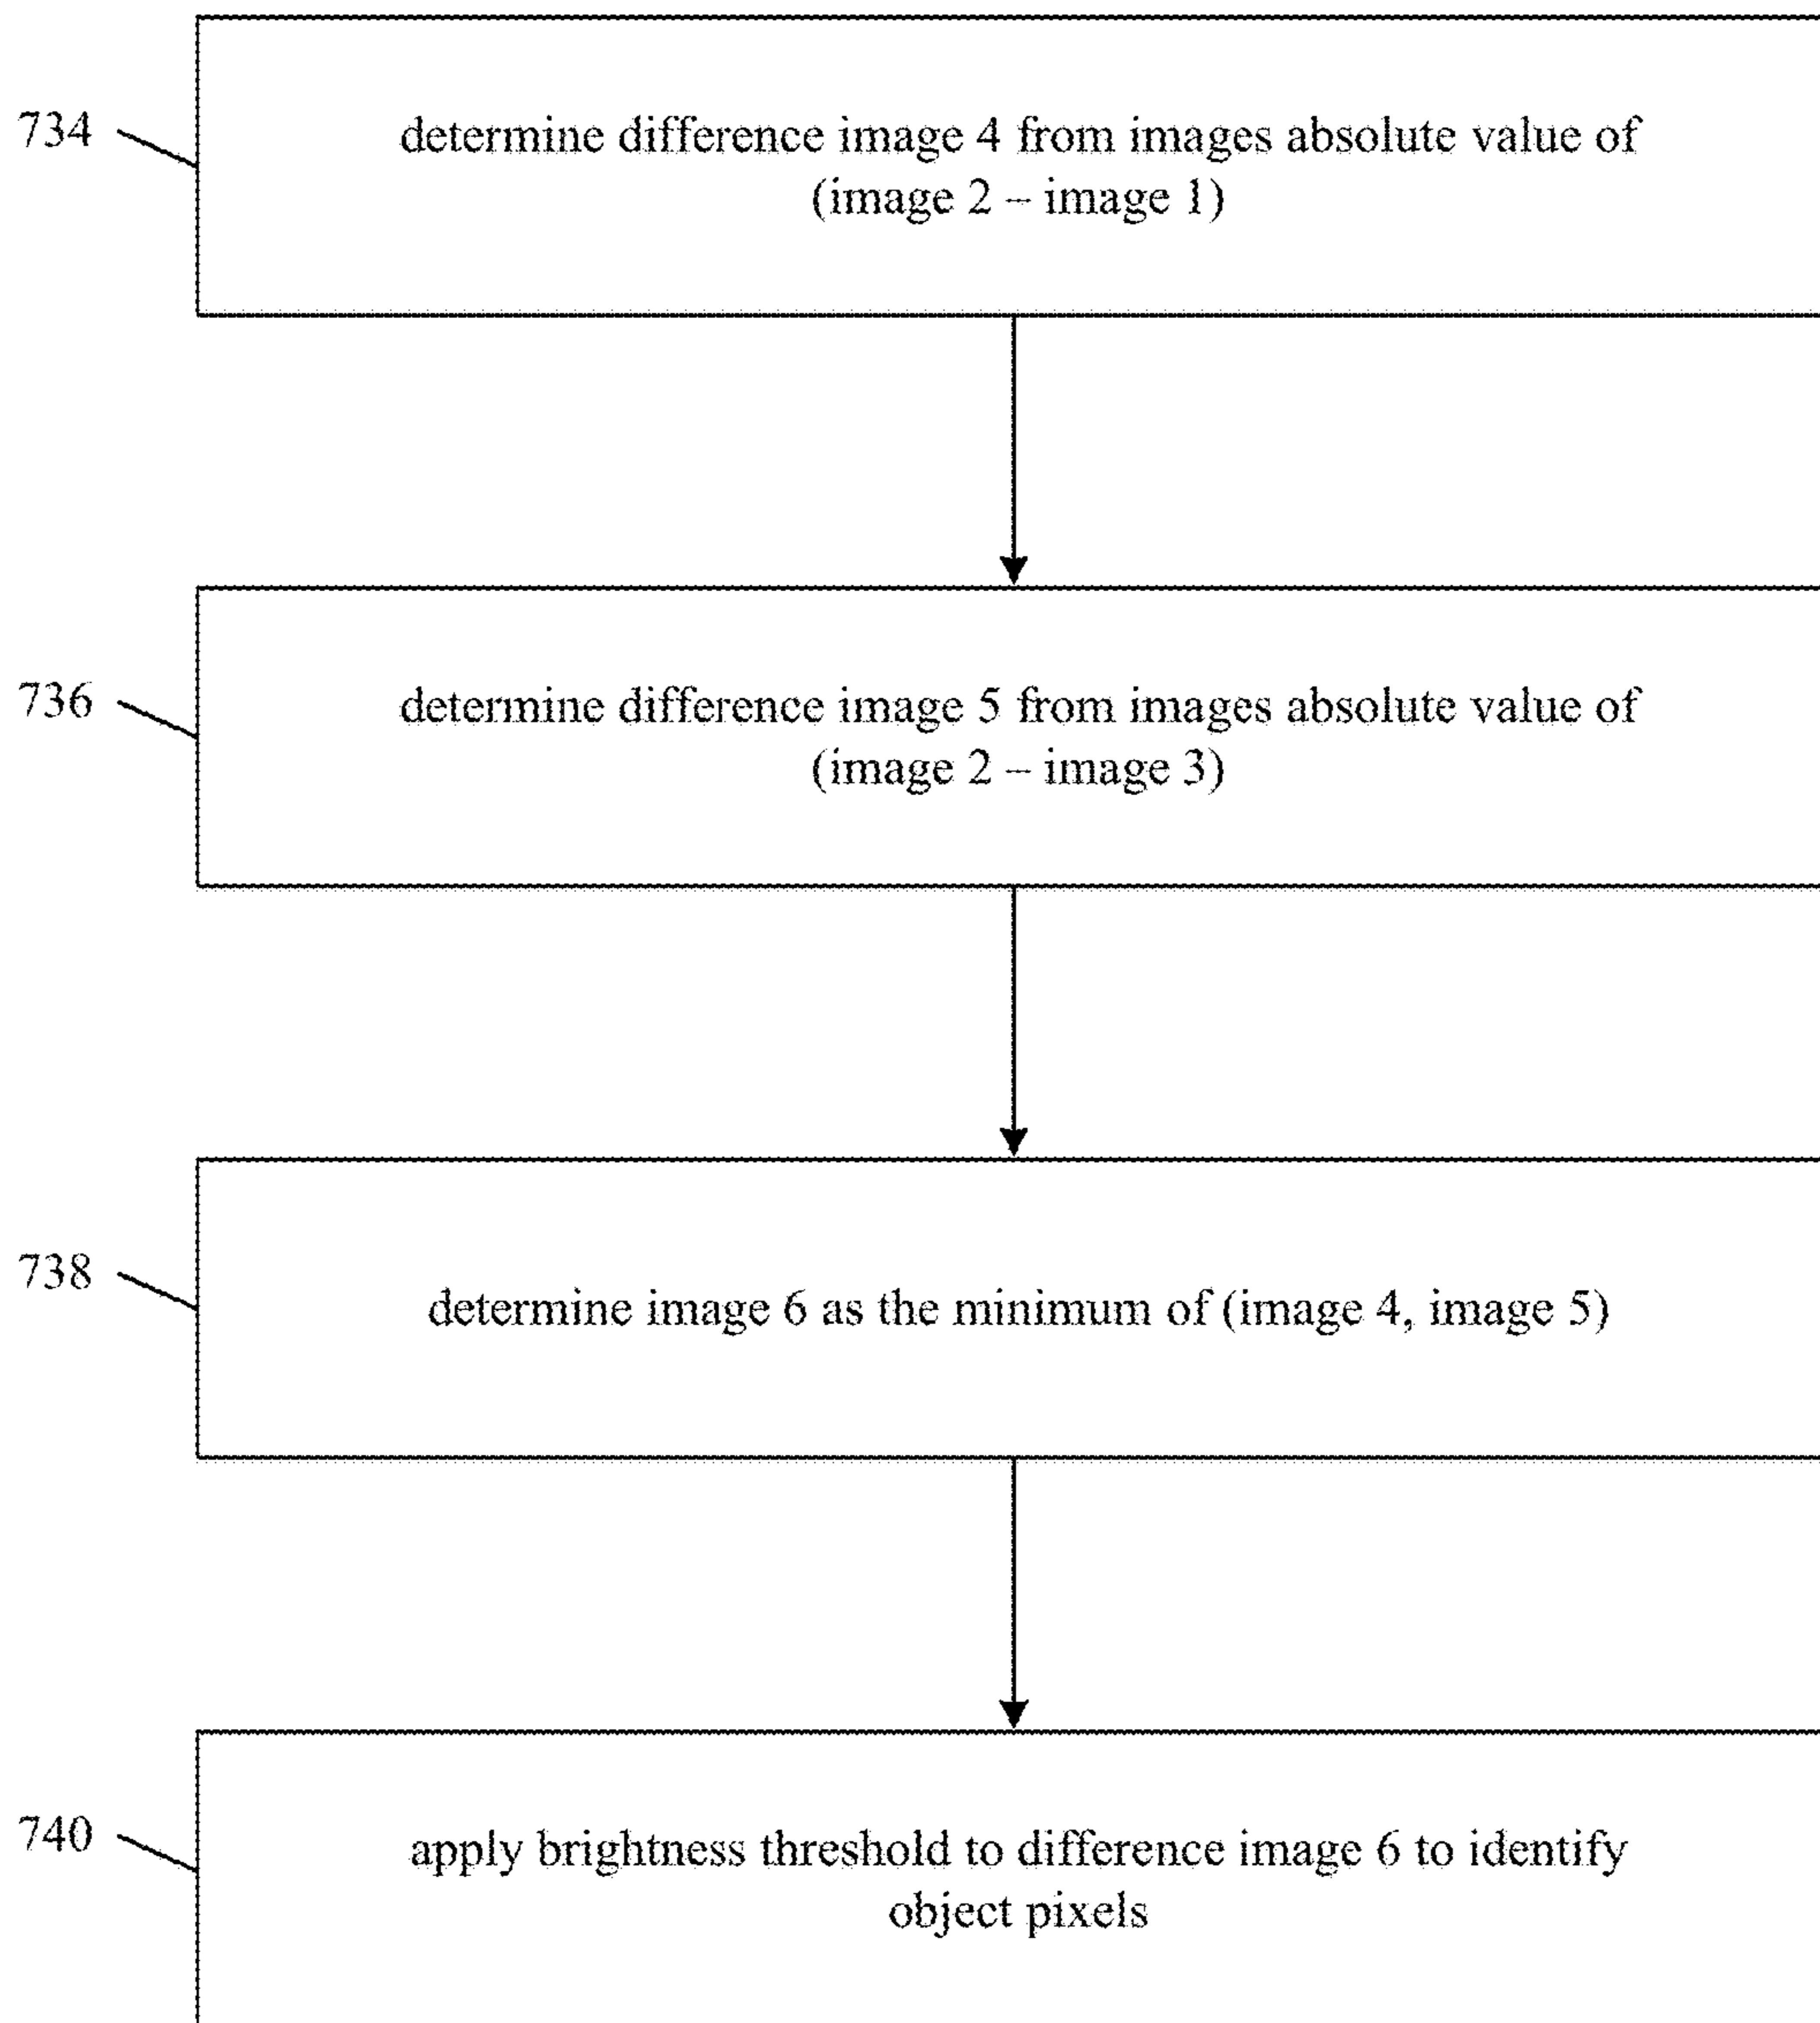 734
determine difference image 4 from images absolute value of
(image 2 – image 1)
736
determine difference image 5 from images absolute value of
(image 2 – image 3)
738
determine image 6 as the minimum of (image 4, image 5)
740
apply brightness threshold to difference image 6 to identify
object pixels